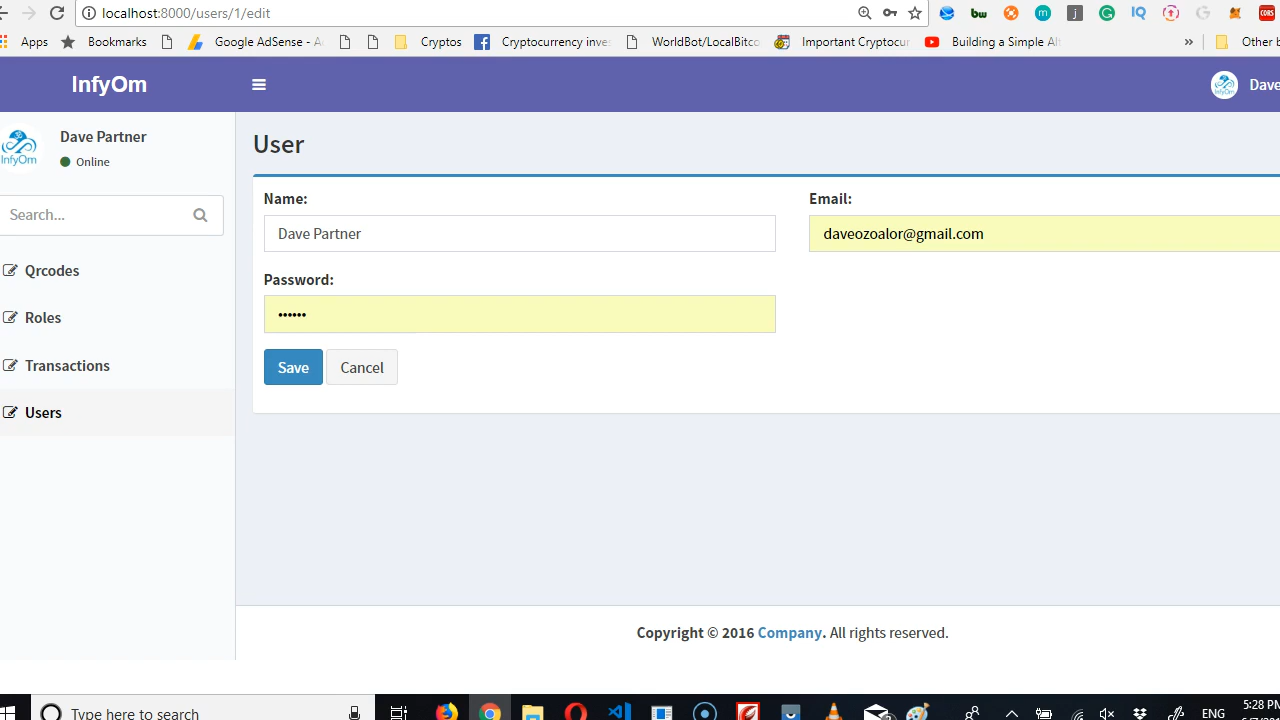 localhost:8000/users/1/edit
Apps Bookmarks Google AdSense - A Cryptos Cryptocurrency inve WorldBot/LocalBitco Important Cryptocur Building a Simple Alt » Other b
InfyOm
Dave
InfyOm
Dave Partner
Online
Search...
Qrcodes
Roles
Transactions
Users
User
Name:
Email:
Dave Partner
daveozoalor@gmail.com
Password:
••••••
Save
Cancel
Copyright © 2016 Company. All rights reserved.
Type here to search
ENG
5:28 PM